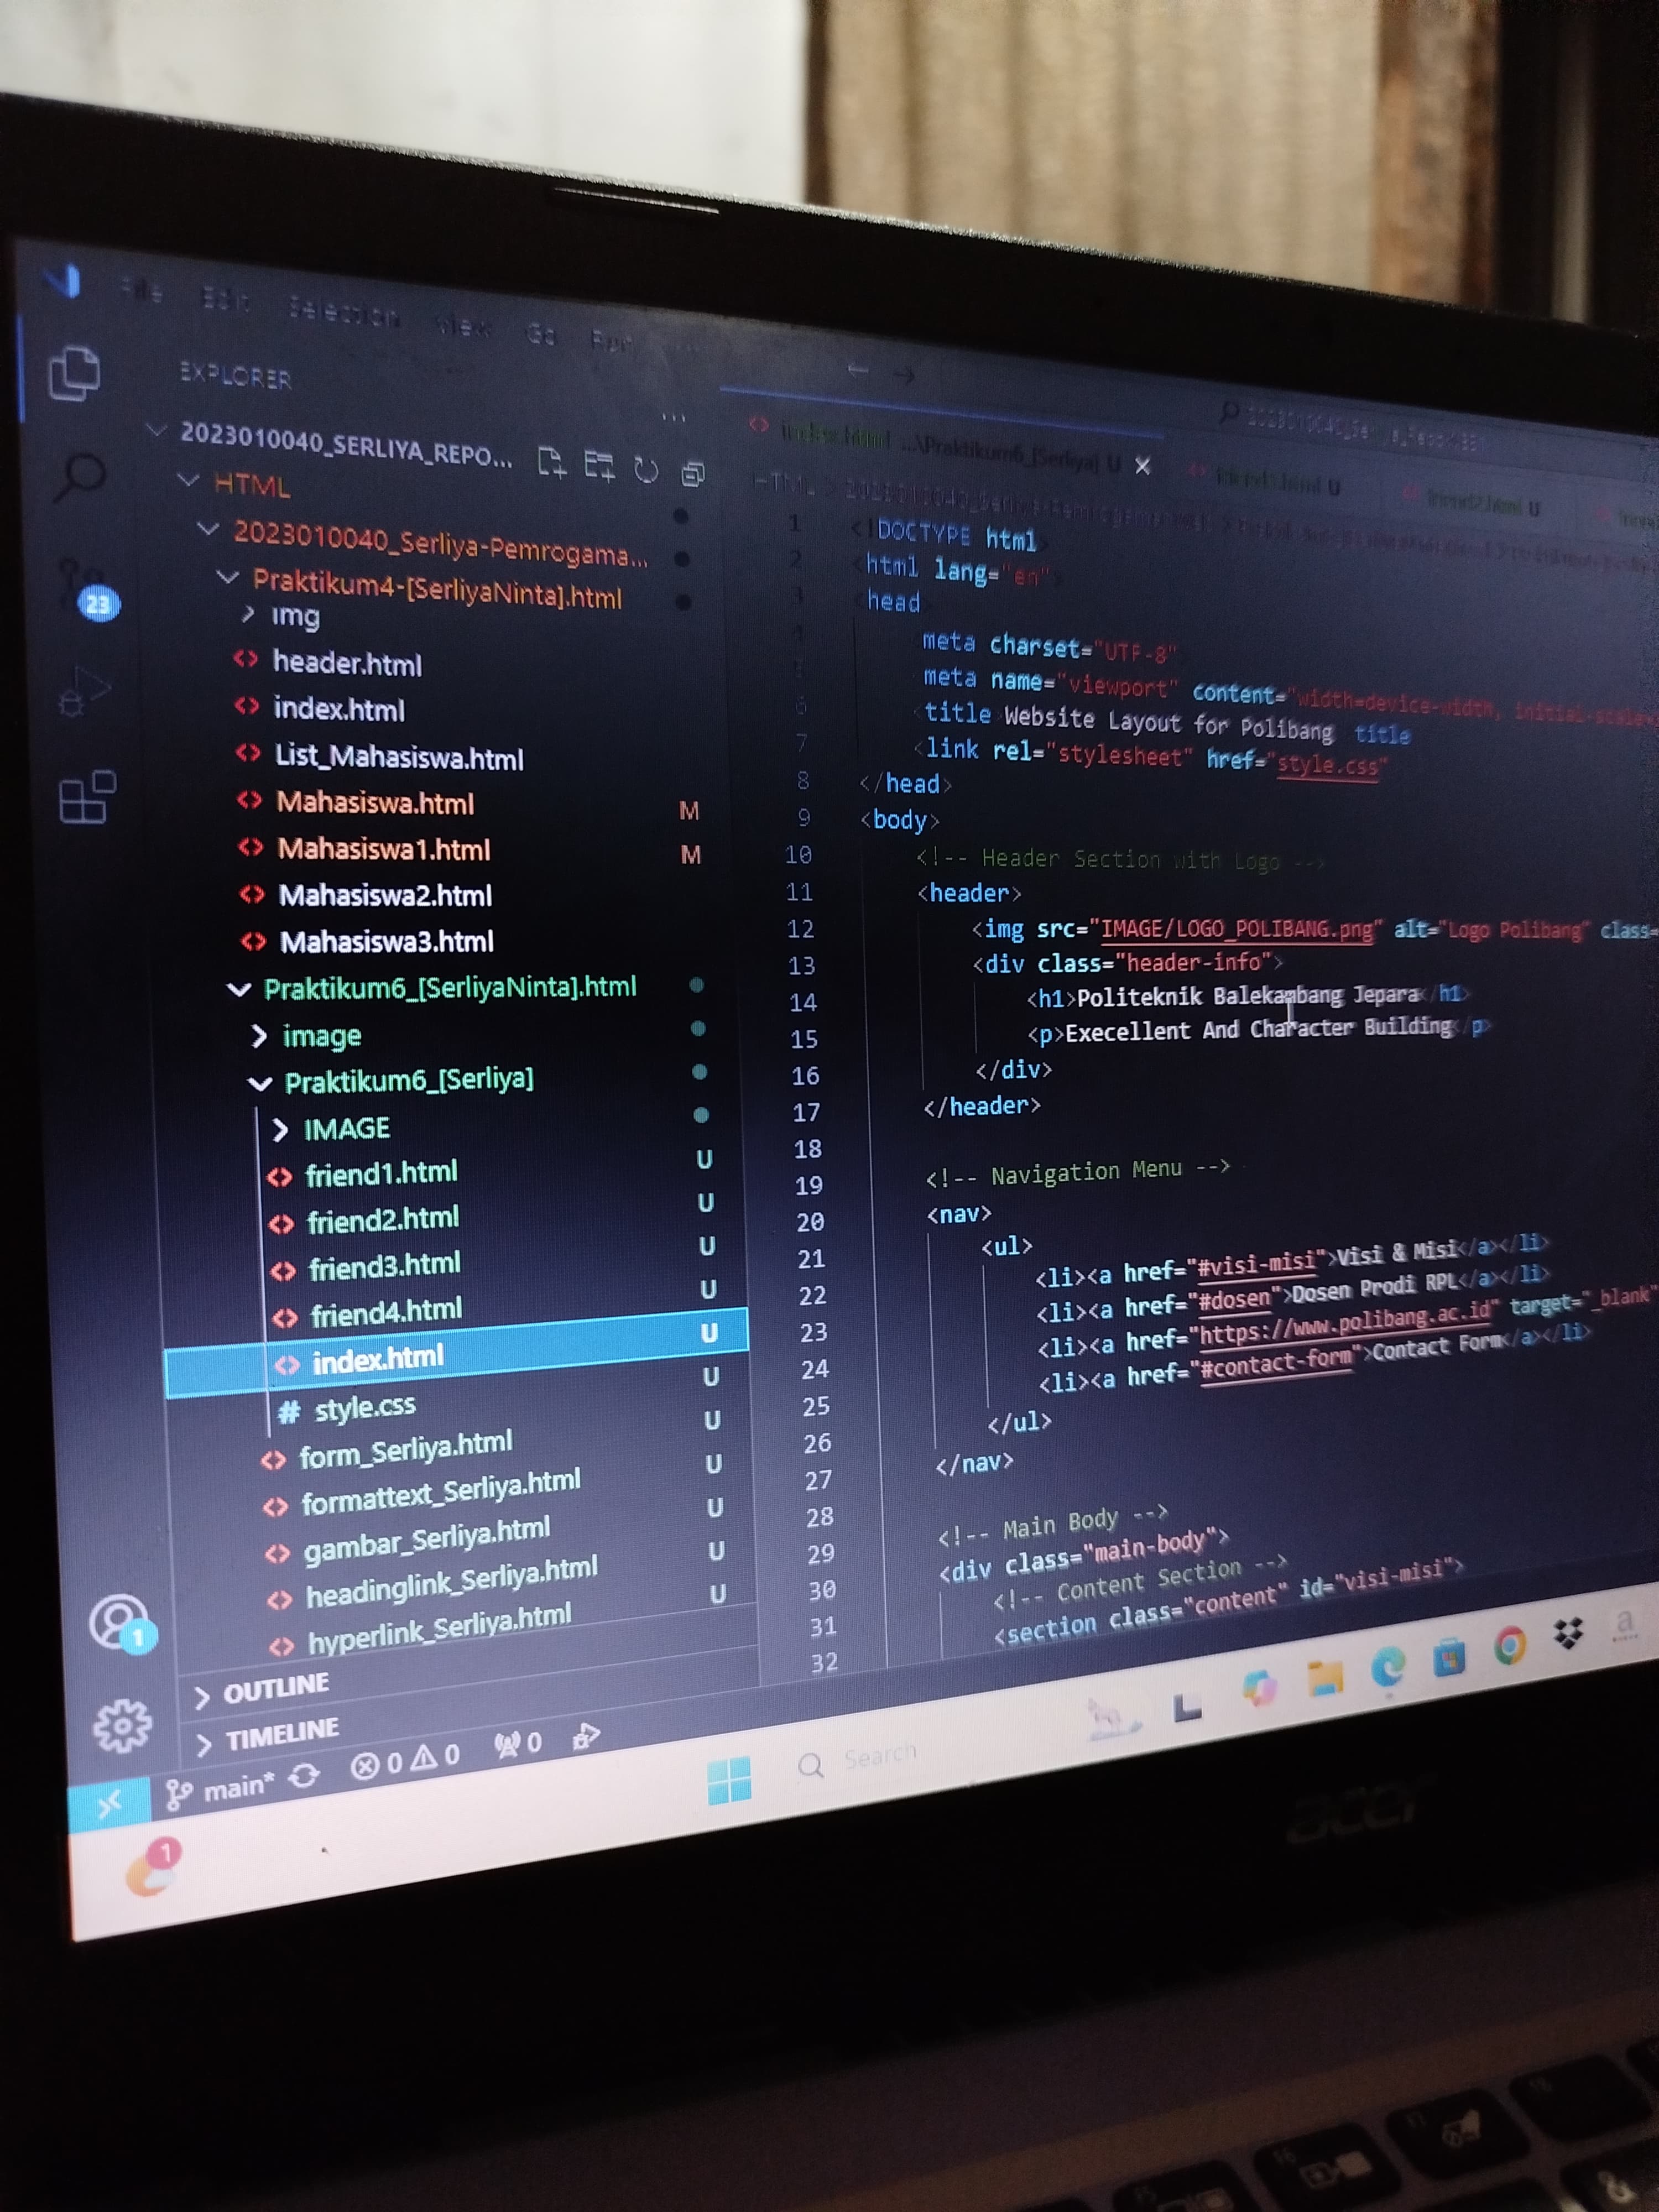 File Edit Selection View Go Run
EXPLORER
2023010040_SERLIYA_REPO...
HTML
2023010040_Serliya-Pemrogama...
Praktikum4-[SerliyaNinta].html
img
header.html
index.html
List_Mahasiswa.html
Mahasiswa.html M
Mahasiswa1.html M
Mahasiswa2.html
Mahasiswa3.html
Praktikum6_[SerliyaNinta].html
image
Praktikum6_[Serliya]
IMAGE
friend1.html U
friend2.html U
friend3.html U
friend4.html U
index.html U
style.css U
form_Serliya.html U
formattext_Serliya.html U
gambar_Serliya.html U
headinglink_Serliya.html U
hyperlink_Serliya.html U
OUTLINE
TIMELINE
23
1
main* 0 0 0
index.html ...\Praktikum6_[Serliya] U
friend1.html U
friend2.html U
1 <!DOCTYPE html
2 <html lang="en">
head
meta charset="UTF-8"
meta name="viewport" content="width=device-width, initial-scale=
6 <title Website Layout for Polibang title
7 <link rel="stylesheet" href="style.css"
8 </head>
9 <body>
10 <!-- Header Section with Logo -->
11 <header>
12 <img src="IMAGE/LOGO_POLIBANG.png" alt="Logo Polibang" class=
13 <div class="header-info">
14 <h1>Politeknik Balekambang Jepara</h1>
15 <p>Execellent And Character Building</p>
16 </div>
17 </header>
18
19 <!-- Navigation Menu -->
20 <nav>
21 <ul>
22 <li><a href="#visi-misi">Visi & Misi</a></li>
23 <li><a href="#dosen">Dosen Prodi RPL</a></li>
24 <li><a href="https://www.polibang.ac.id" target="_blank"
25 <li><a href="#contact-form">Contact Form</a></li>
26 </ul>
27 </nav>
28
29 <!-- Main Body -->
30 <div class="main-body">
31 <!-- Content Section -->
32 <section class="content" id="visi-misi">
1
Search
acer